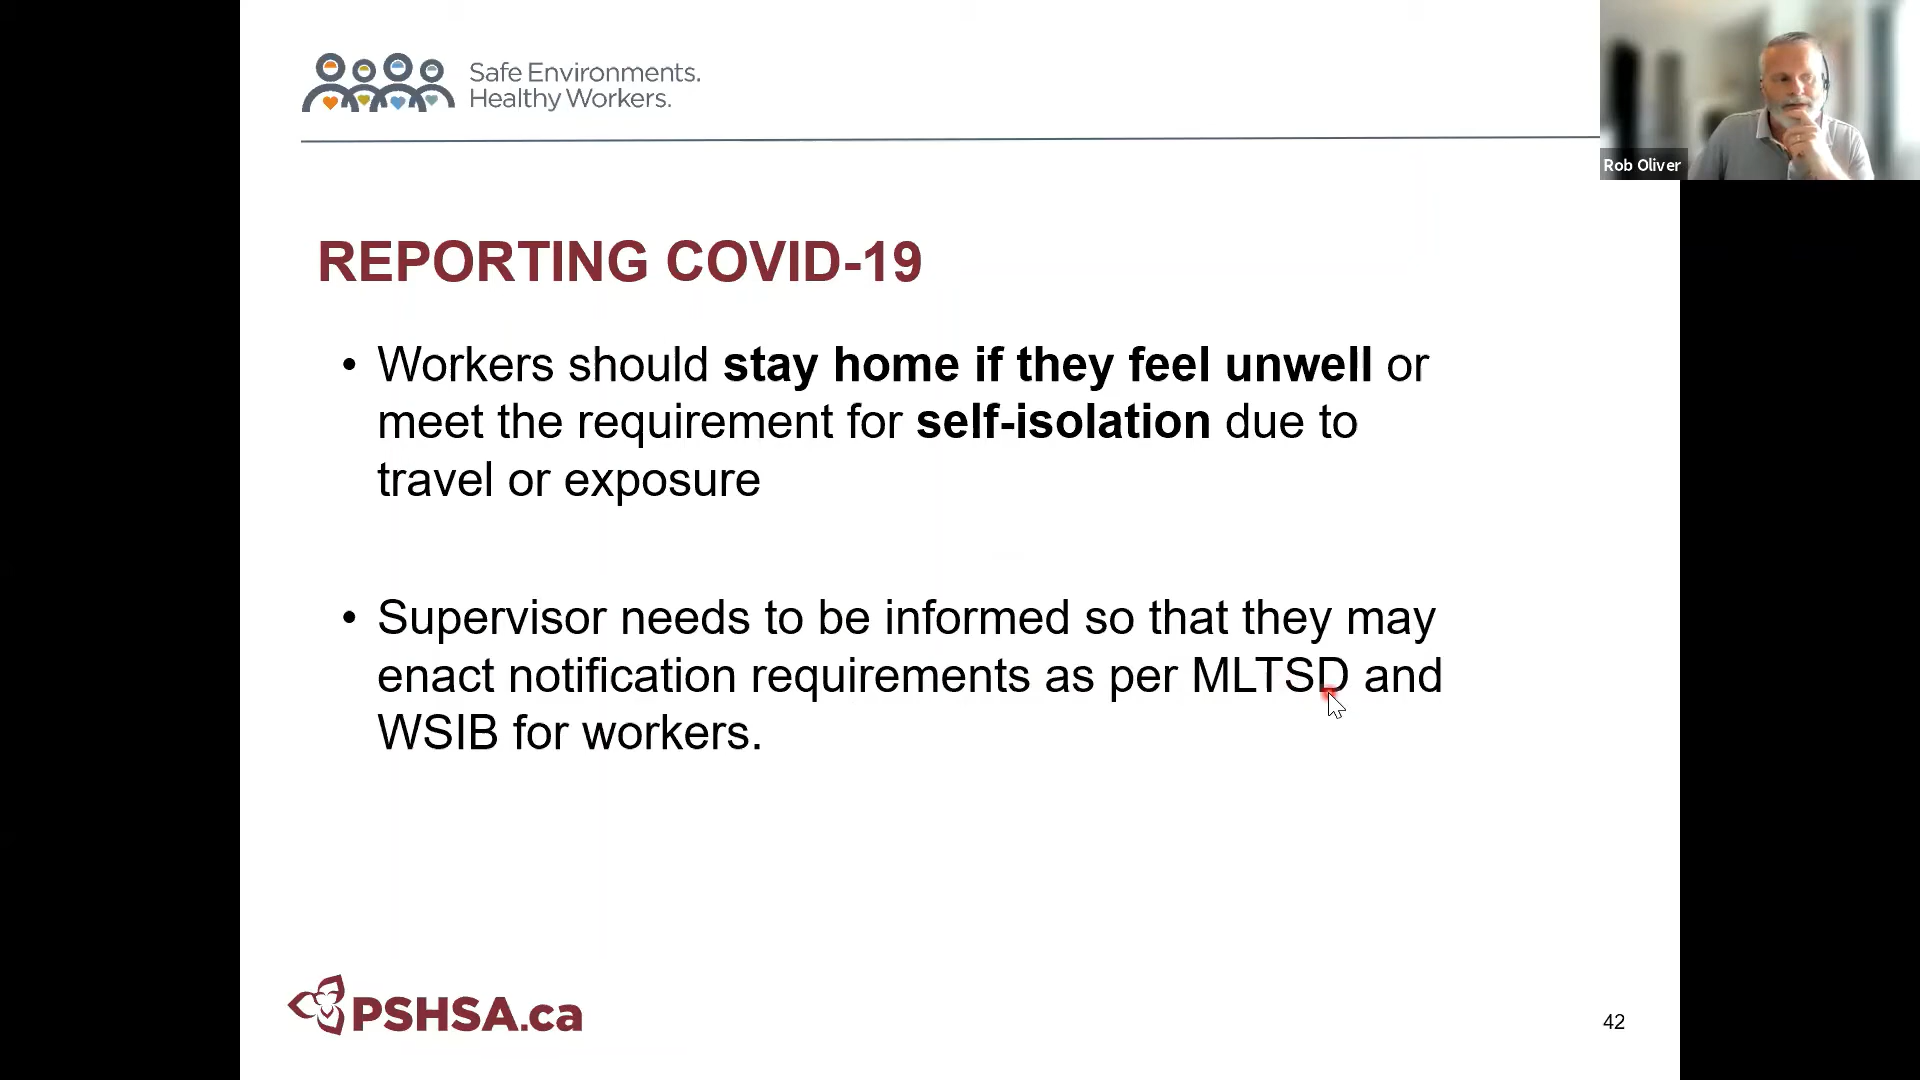 Safe Environments.
Healthy Workers.
Rob Oliver
REPORTING COVID-19
• Workers should stay home if they feel unwell or
meet the requirement for self-isolation due to
travel or exposure
• Supervisor needs to be informed so that they may
enact notification requirements as per MLTSD and
WSIB for workers.
PSHSA.ca
42